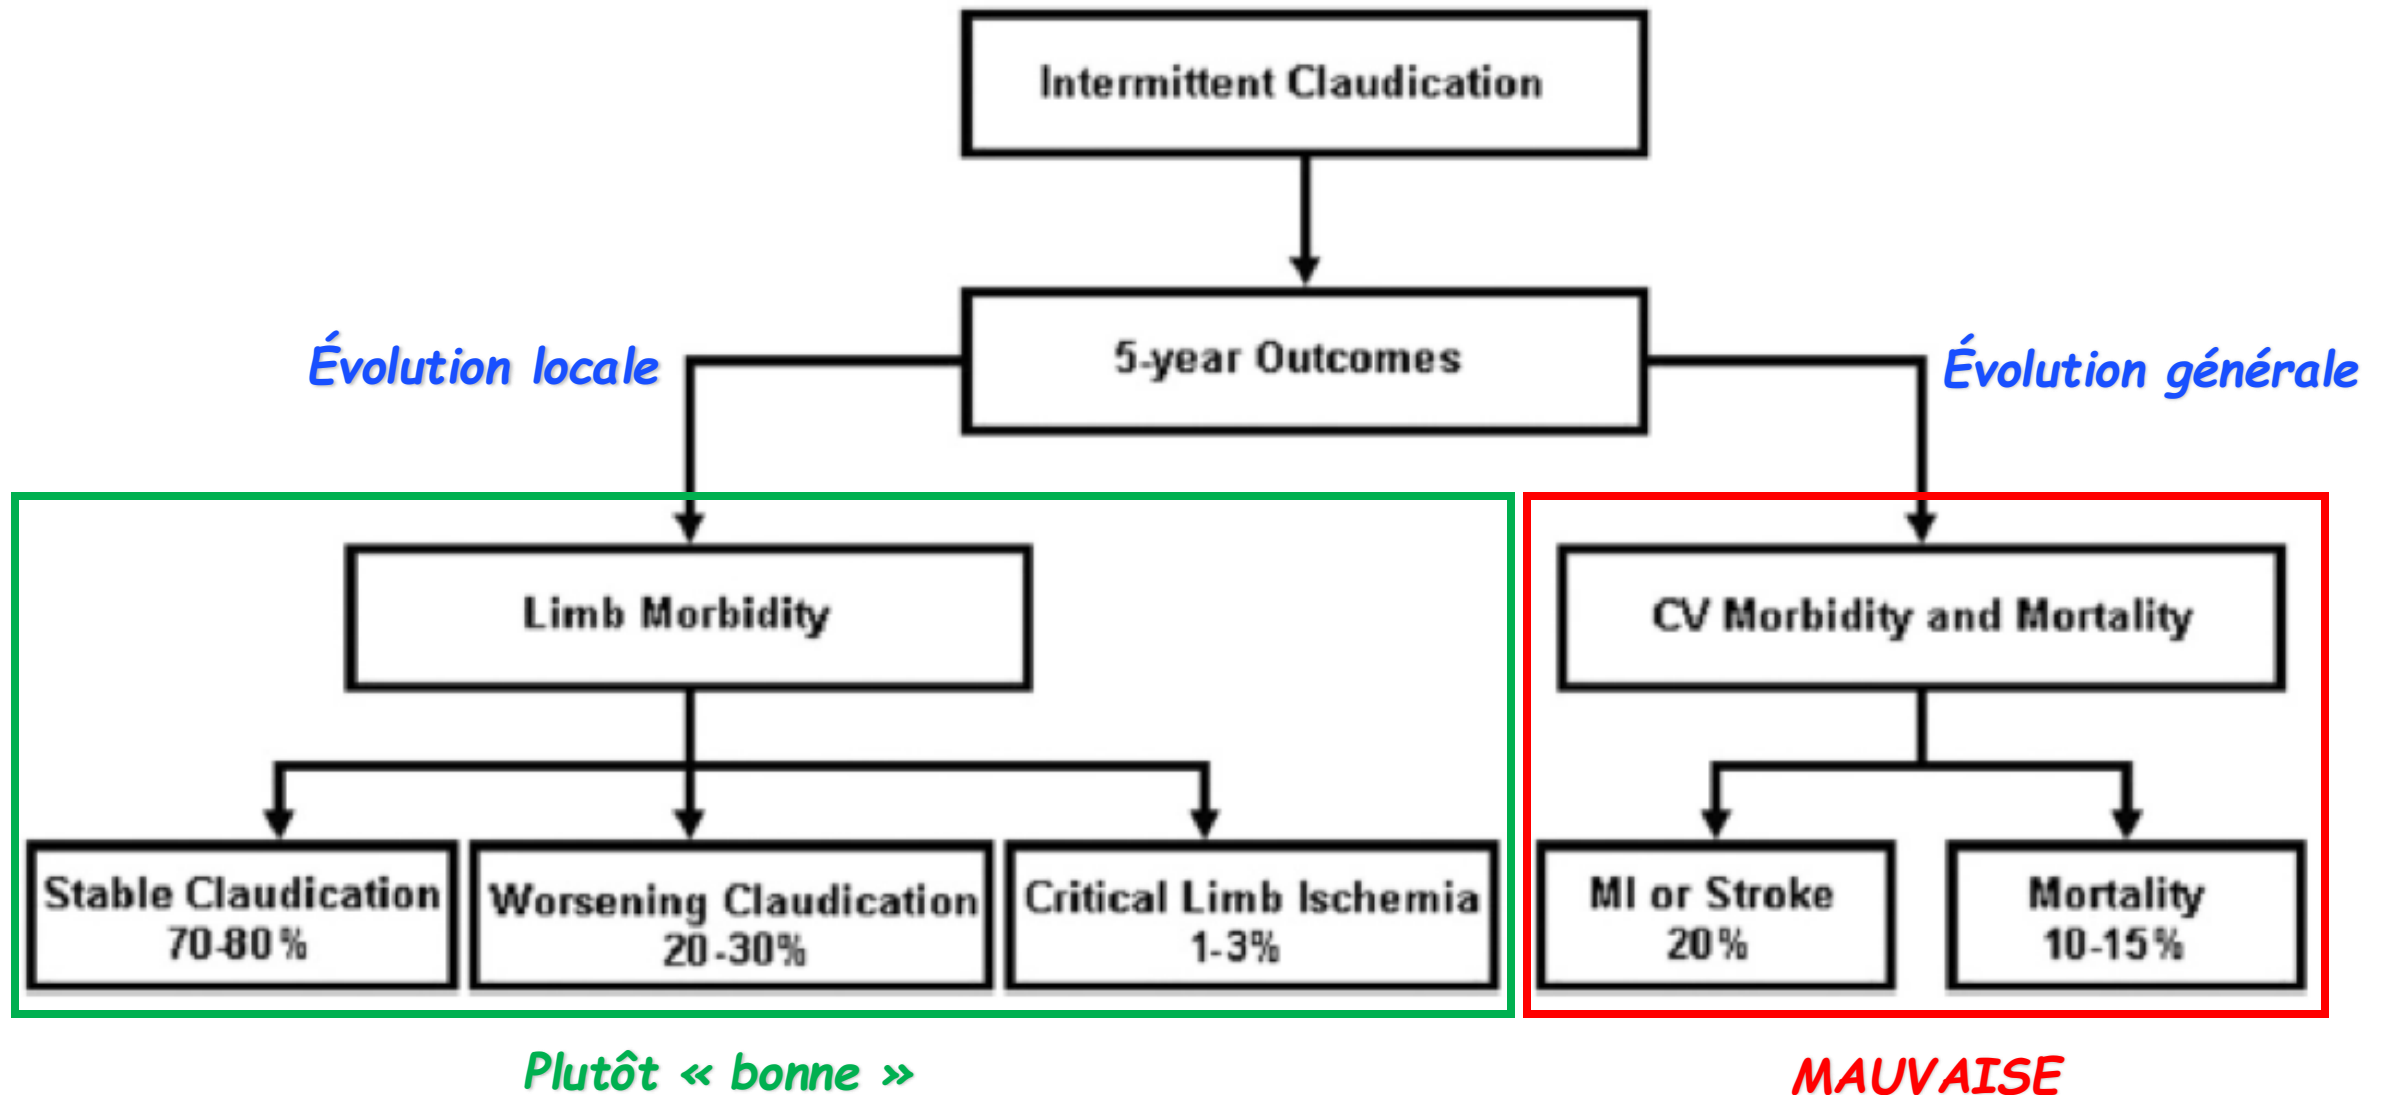 Intermittent Claudication
5-year Outcomes
Évolution locale
Évolution générale
Limb Morbidity
CV Morbidity and Mortality
Stable Claudication
70-80%
Worsening Claudication
20-30%
Critical Limb Ischemia
1-3%
MI or Stroke
20%
Mortality
10-15%
Plutôt « bonne »
MAUVAISE